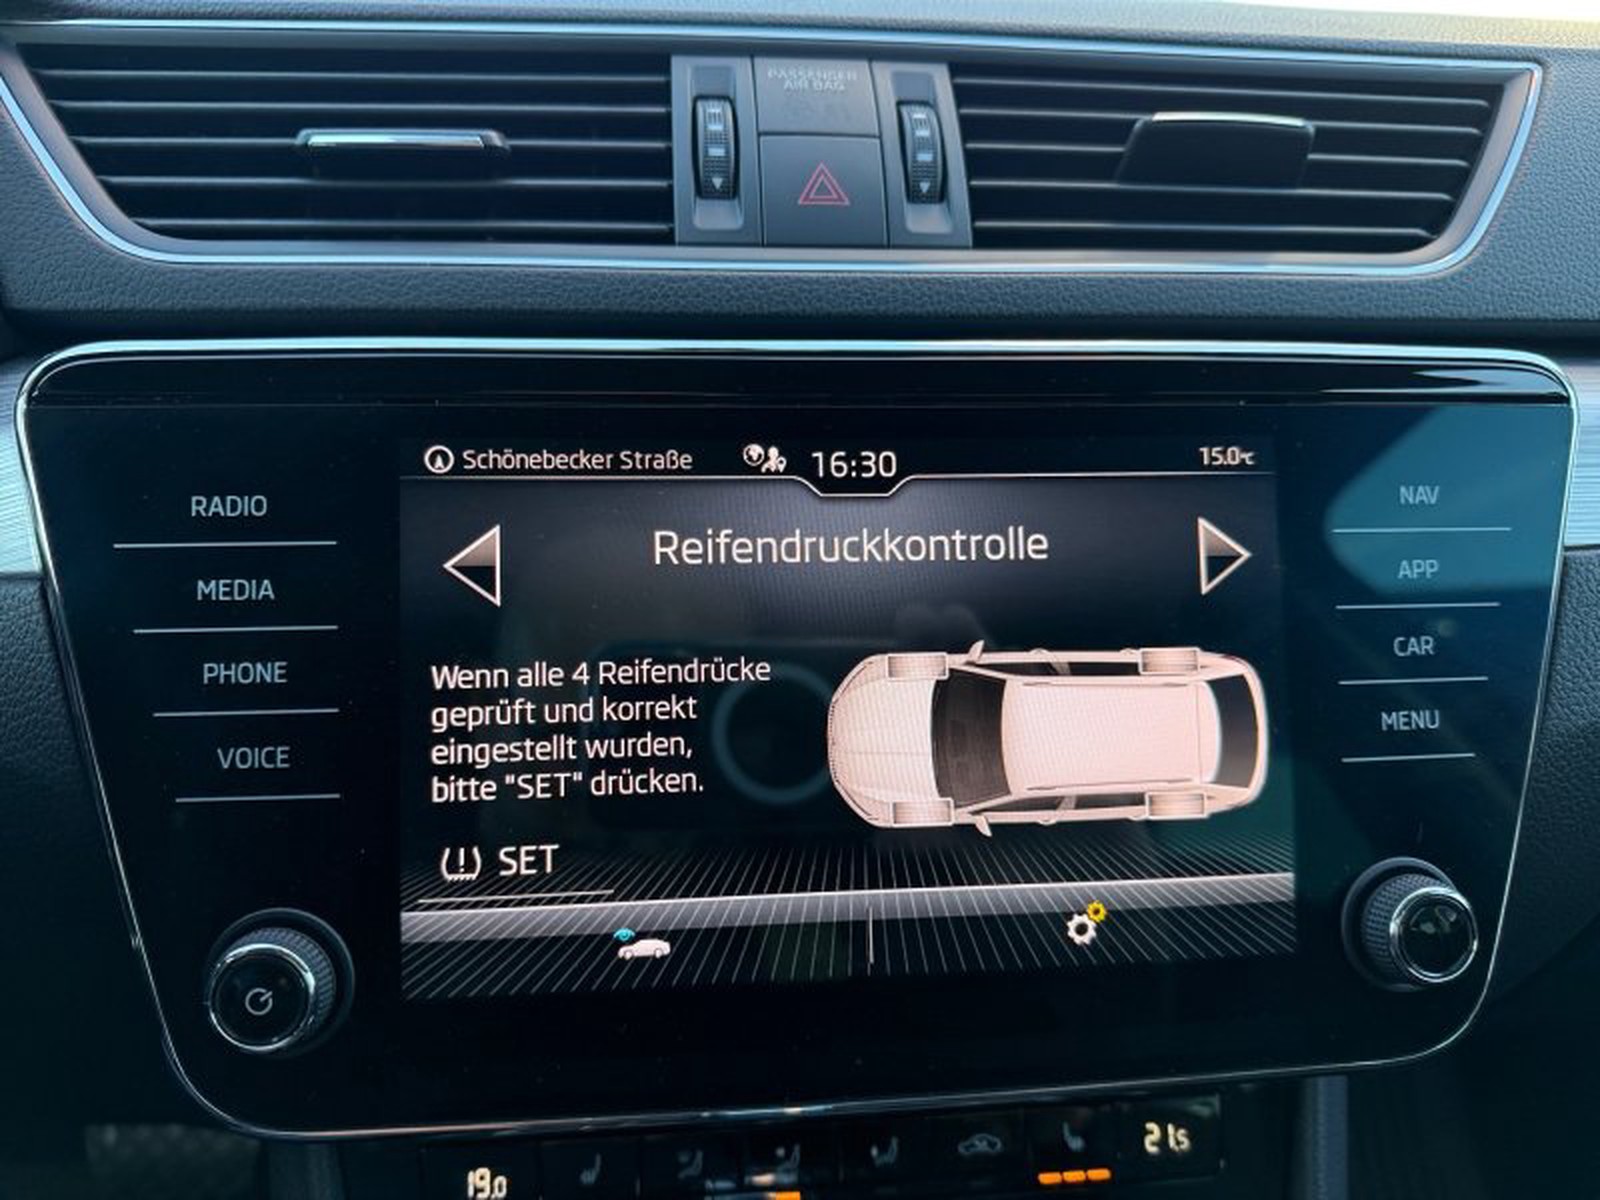 PASSENGER
AIR BAG
Schönebecker Straße
16:30
15.0°C
RADIO
MEDIA
PHONE
VOICE
NAV
APP
CAR
MENU
Reifendruckkontrolle
Wenn alle 4 Reifendrücke
geprüft und korrekt
eingestellt wurden,
bitte "SET" drücken.
SET
19.0
21.5